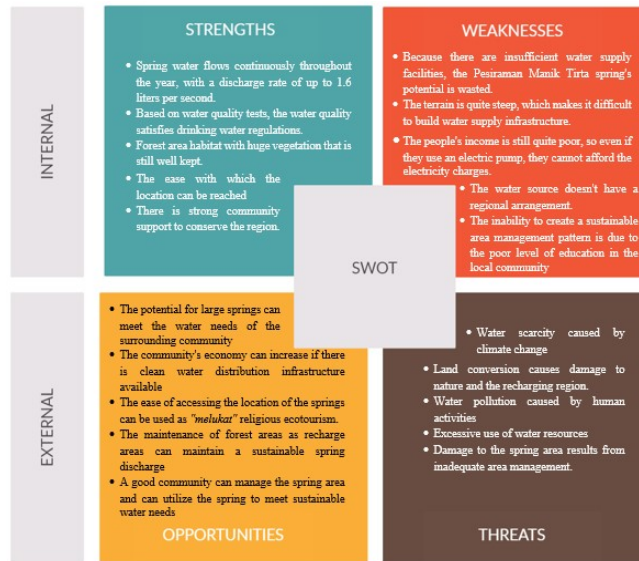 STRENGTHS
• Spring water flows continuously throughout
the year, with a discharge rate of up to 1.6
liters per second.
• Based on water quality tests, the water quality
satisfies drinking water regulations.
• Forest area habitat with huge vegetation that is
still well kept.
• The ease with which the
location can be reached
• There is strong community
support to conserve the region.
WEAKNESSES
• Because there are insufficient water supply
facilities, the Pesiraman Manik Tirta spring's
potential is wasted.
• The terrain is quite steep, which makes it difficult
to build water supply infrastructure.
• The people's income is still quite poor, so even if
they use an electric pump, they cannot afford the
electricity charges.
• The water source doesn't have a
regional arrangement.
• The inability to create a sustainable
area management pattern is due to
the poor level of education in the
local community
INTERNAL
SWOT
EXTERNAL
• The potential for large springs can
meet the water needs of the
surrounding community
• The community's economy can increase if there
is clean water distribution infrastructure
available
• The ease of accessing the location of the springs
can be used as "melukat" religious ecotourism.
• The maintenance of forest areas as recharge
areas can maintain a sustainable spring
discharge
• A good community can manage the spring area
and can utilize the spring to meet sustainable
water needs
OPPORTUNITIES
• Water scarcity caused by
climate change
• Land conversion causes damage to
nature and the recharging region.
• Water pollution caused by human
activities
• Excessive use of water resources
• Damage to the spring area results from
inadequate area management.
THREATS